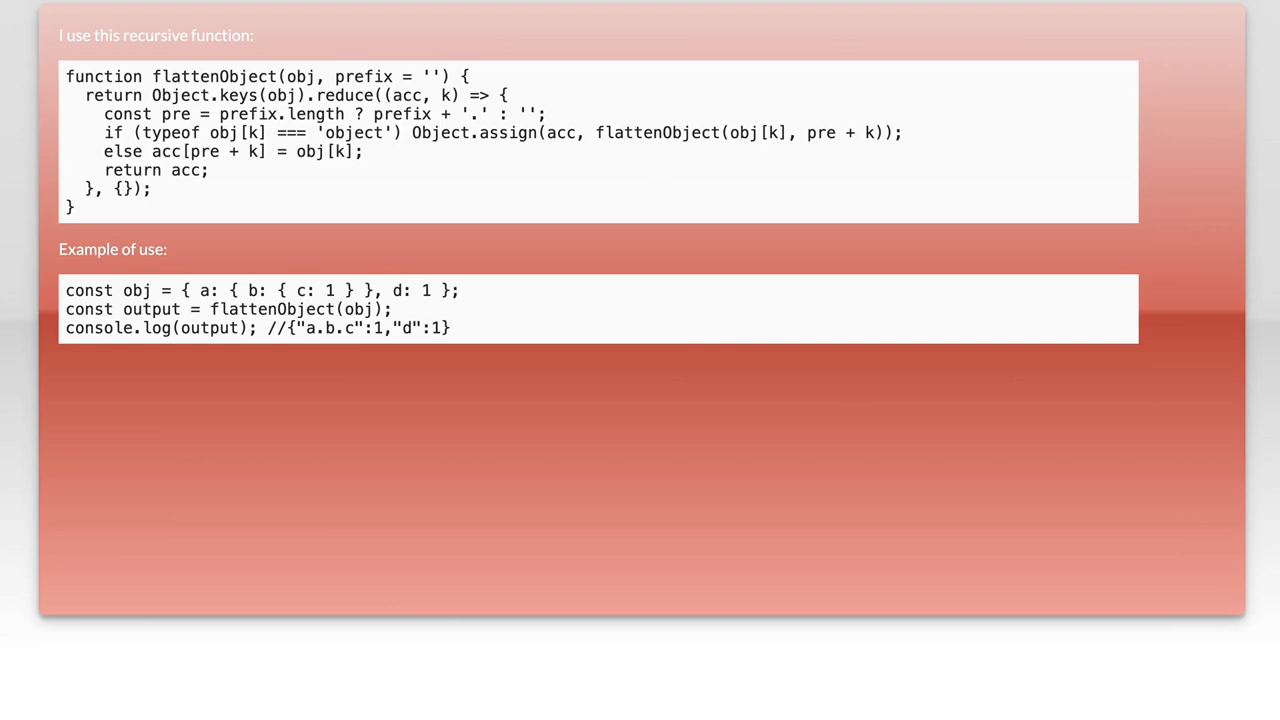 I use this recursive function:
function flattenObject(obj, prefix = '') {
  return Object.keys(obj).reduce((acc, k) => {
    const pre = prefix.length ? prefix + '.' : '';
    if (typeof obj[k] === 'object') Object.assign(acc, flattenObject(obj[k], pre + k));
    else acc[pre + k] = obj[k];
    return acc;
  }, {});
}
Example of use:
const obj = { a: { b: { c: 1 } }, d: 1 };
const output = flattenObject(obj);
console.log(output); //{"a.b.c":1,"d":1}